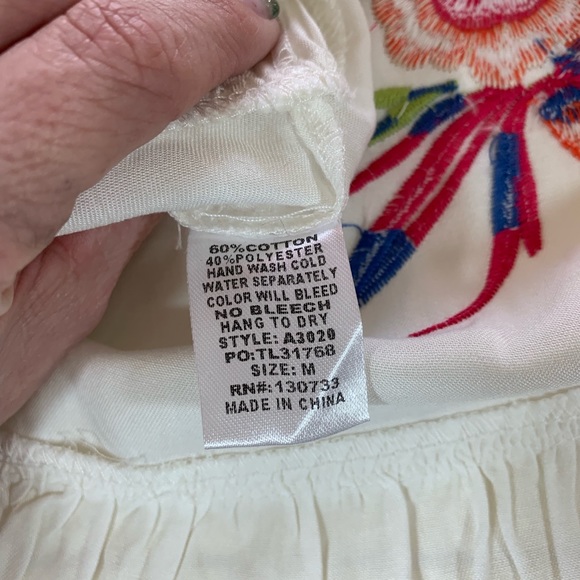 60%COTTON
40%POLYESTER
HAND WASH COLD
WATER SEPARATELY
COLOR WILL BLEED
NO BLEECH
HANG TO DRY
STYLE: A3020
PO:TL31768
SIZE: M
RN#:130733
MADE IN CHINA